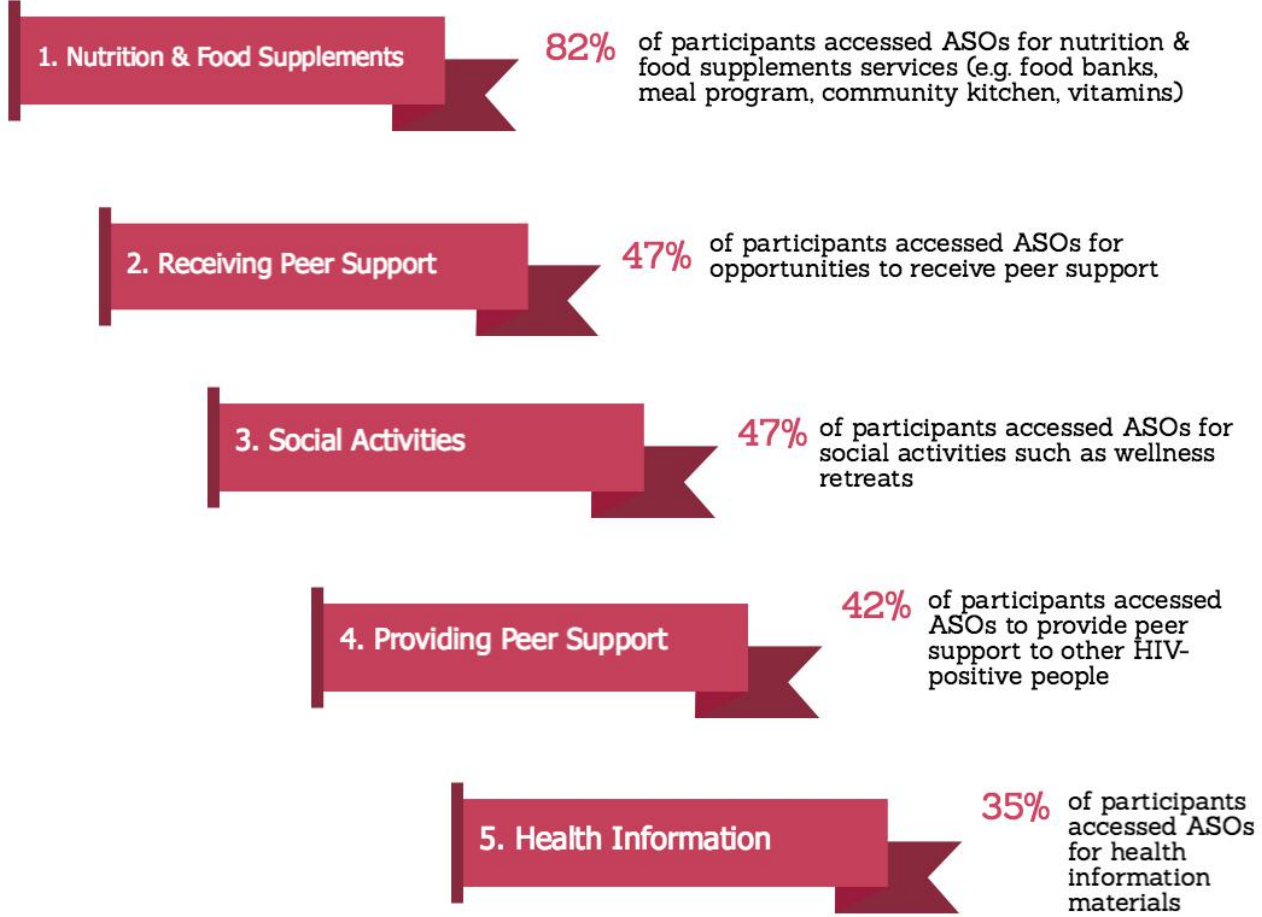 1. Nutrition & Food Supplements
82%
of participants accessed ASOs for nutrition &
food supplements services (e.g. food banks,
meal program, community kitchen, vitamins)
2. Receiving Peer Support
47%
of participants accessed ASOs for
opportunities to receive peer support
3. Social Activities
47%
of participants accessed ASOs for
social activities such as wellness
retreats
4. Providing Peer Support
42%
of participants accessed
ASOs to provide peer
support to other HIV-
positive people
5. Health Information
35%
of participants
accessed ASOs
for health
information
materials